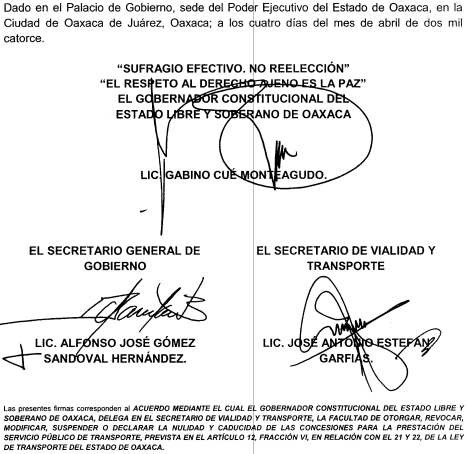 Dado en el Palacio de Gobierno, sede del Poder Ejecutivo del Estado de Oaxaca, en la
Ciudad de Oaxaca de Juárez, Oaxaca; a los cuatro días del mes de abril de dos mil
catorce.
“SUFRAGIO EFECTIVO. NO REELECCIÓN”
“EL RESPETO AL DERECHO AJENO ES LA PAZ”
EL GOBERNADOR CONSTITUCIONAL DEL
ESTADO LIBRE Y SOBERANO DE OAXACA
LIC. GABINO CUÉ MONTEAGUDO.
EL SECRETARIO GENERAL DE
GOBIERNO
LIC. ALFONSO JOSÉ GÓMEZ
SANDOVAL HERNÁNDEZ.
EL SECRETARIO DE VIALIDAD Y
TRANSPORTE
LIC. JOSÉ ANTONIO ESTEFAN
GARFIAS.
Las presentes firmas corresponden al ACUERDO MEDIANTE EL CUAL EL GOBERNADOR CONSTITUCIONAL DEL ESTADO LIBRE Y
SOBERANO DE OAXACA, DELEGA EN EL SECRETARIO DE VIALIDAD Y TRANSPORTE, LA FACULTAD DE OTORGAR, REVOCAR,
MODIFICAR, SUSPENDER O DECLARAR LA NULIDAD Y CADUCIDAD DE LAS CONCESIONES PARA LA PRESTACIÓN DEL
SERVICIO PÚBLICO DE TRANSPORTE, PREVISTA EN EL ARTÍCULO 12, FRACCIÓN VI, EN RELACIÓN CON EL 21 Y 22, DE LA LEY
DE TRANSPORTE DEL ESTADO DE OAXACA.